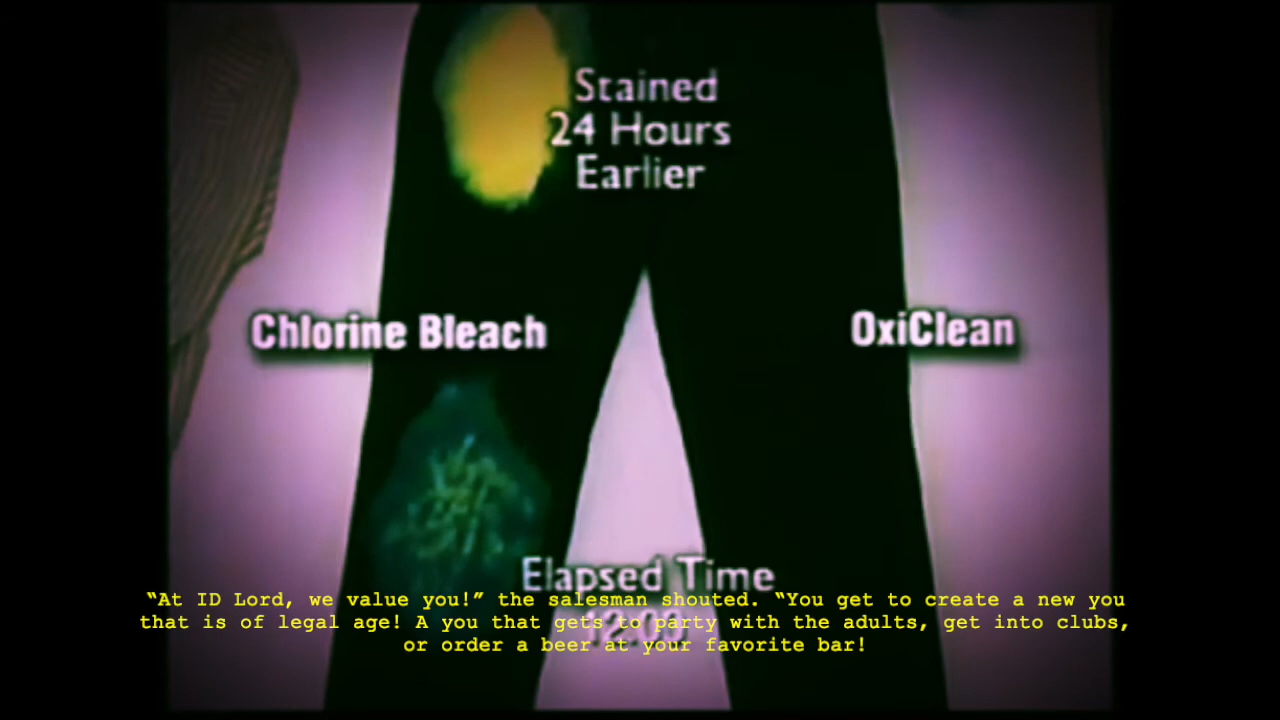 Stained
24 Hours
Earlier
Chlorine Bleach
OxiClean
Elapsed Time
“At ID Lord, we value you!” the salesman shouted. “You get to create a new you
that is of legal age! A you that gets to party with the adults, get into clubs,
or order a beer at your favorite bar!